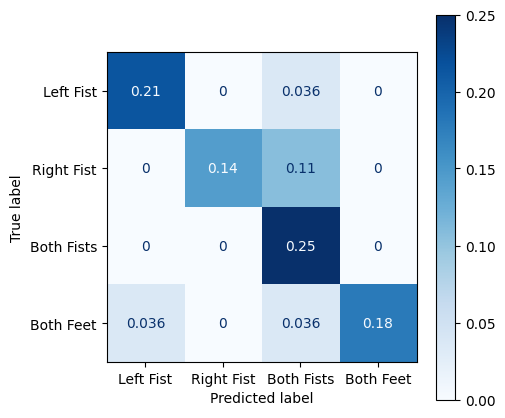 True label
Left Fist 0.21 0 0.036 0
Right Fist 0 0.14 0.11 0
Both Fists 0 0 0.25 0
Both Feet 0.036 0 0.036 0.18
Left Fist Right Fist Both Fists Both Feet
Predicted label
0.25
0.20
0.15
0.10
0.05
0.00